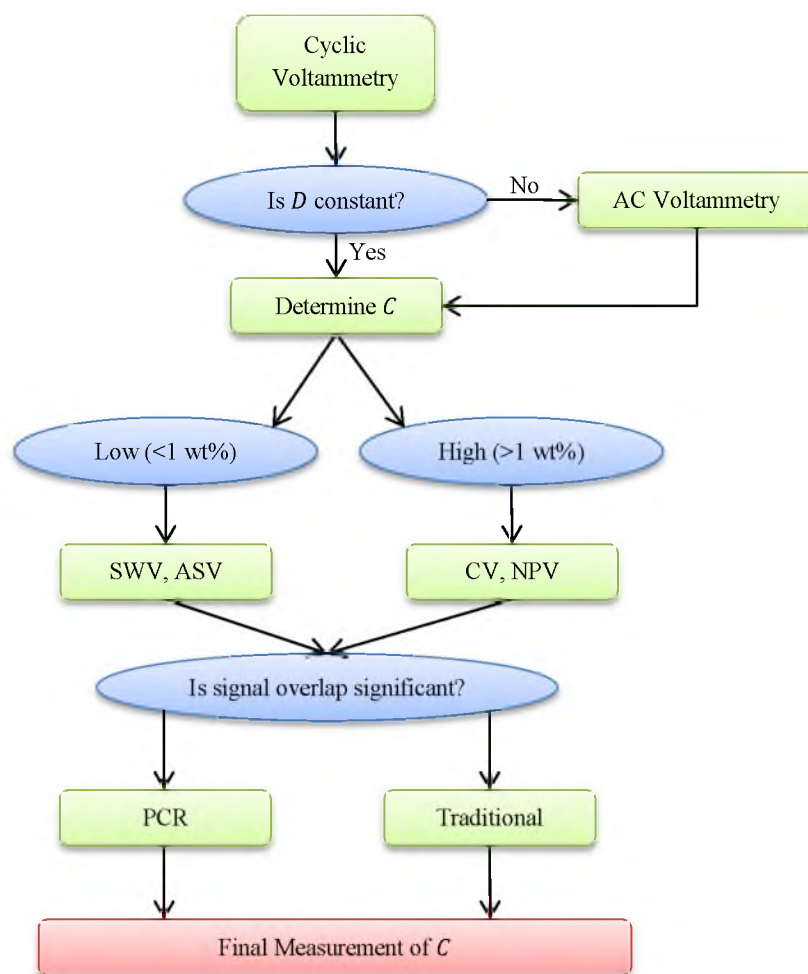 Cyclic
Voltammetry
Is D constant?
No
AC Voltammetry
Yes
Determine C
Low (<1 wt%)
High (>1 wt%)
SWV, ASV
CV, NPV
Is signal overlap significant?
PCR
Traditional
Final Measurement of C